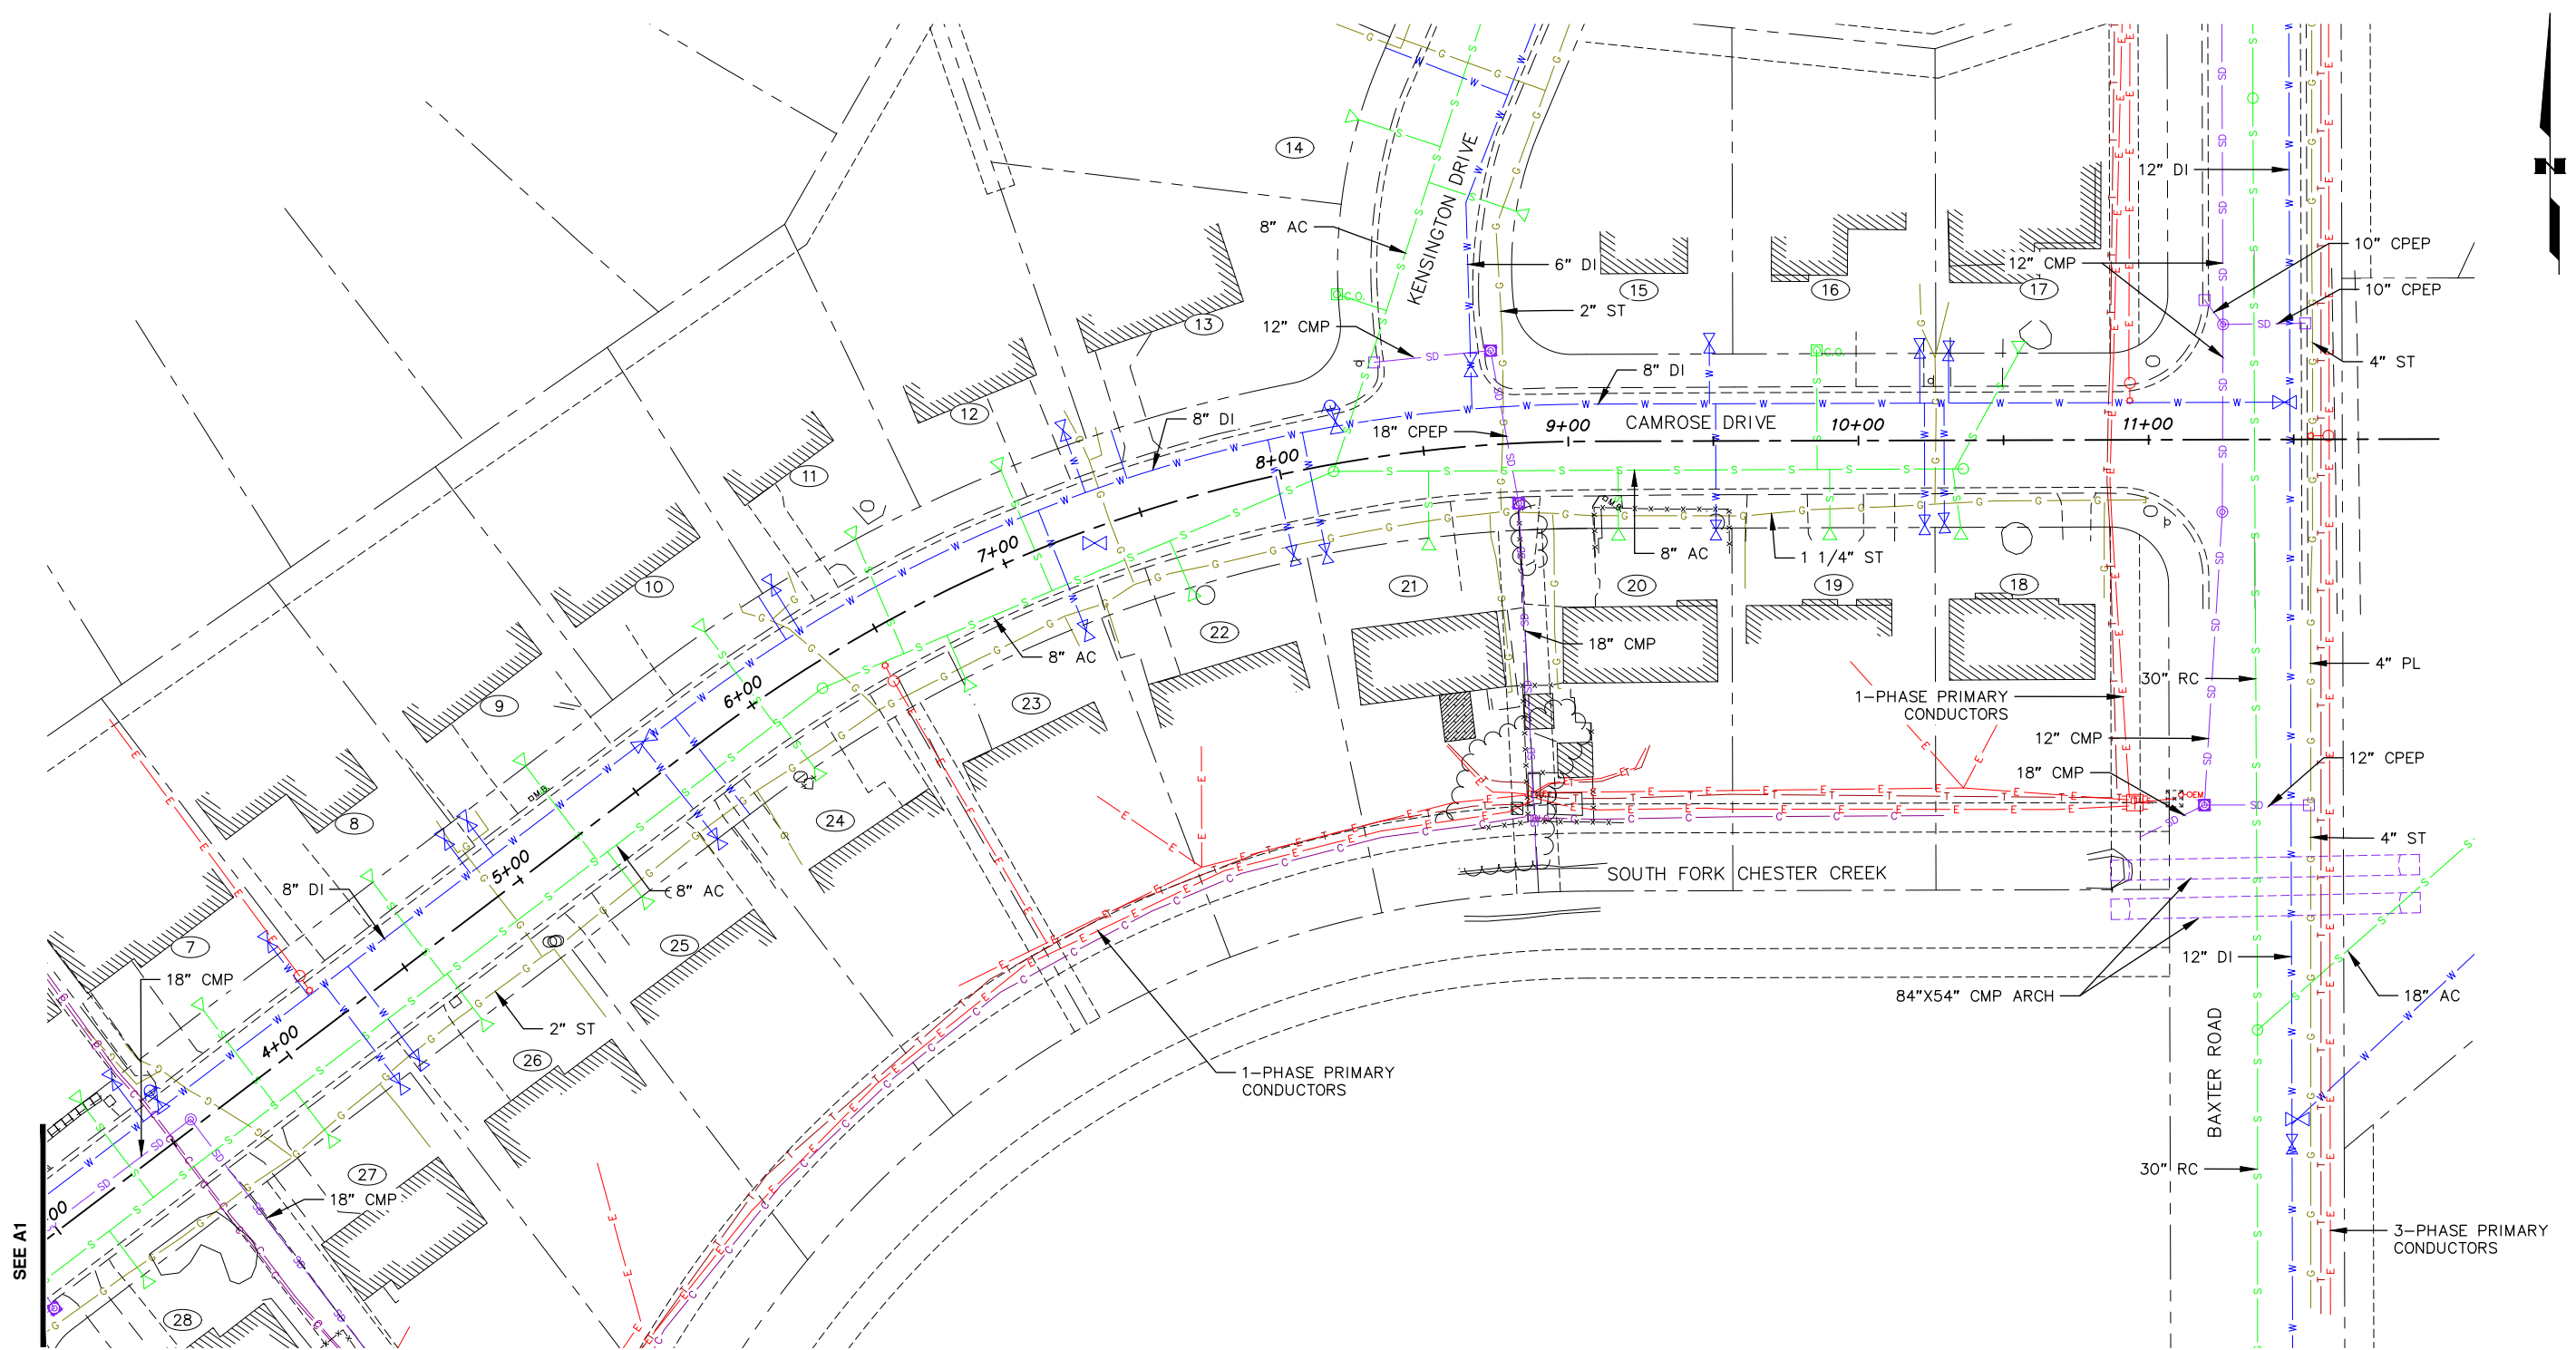 14
KENSINGTON DRIVE
8" AC
6" DI
2" ST
12" CMP
C.O.
15
16
17
12" DI
12" CMP
10" CPEP
10" CPEP
4" ST
N
13
12
11
10
9
8
7
8" DI
8" DI
18" CPEP
CAMROSE DRIVE
C.O.
4+00
5+00
6+00
7+00
8+00
9+00
10+00
11+00
8" AC
1 1/4" ST
21
20
19
18
22
23
24
25
26
27
28
8" AC
18" CMP
1-PHASE PRIMARY
CONDUCTORS
30" RC
4" PL
12" CMP
18" CMP
12" CPEP
OEM
4" ST
8" DI
8" AC
18" CMP
2" ST
SOUTH FORK CHESTER CREEK
84"X54" CMP ARCH
12" DI
18" AC
1-PHASE PRIMARY
CONDUCTORS
BAXTER ROAD
30" RC
18" CMP
3-PHASE PRIMARY
CONDUCTORS
SEE A1